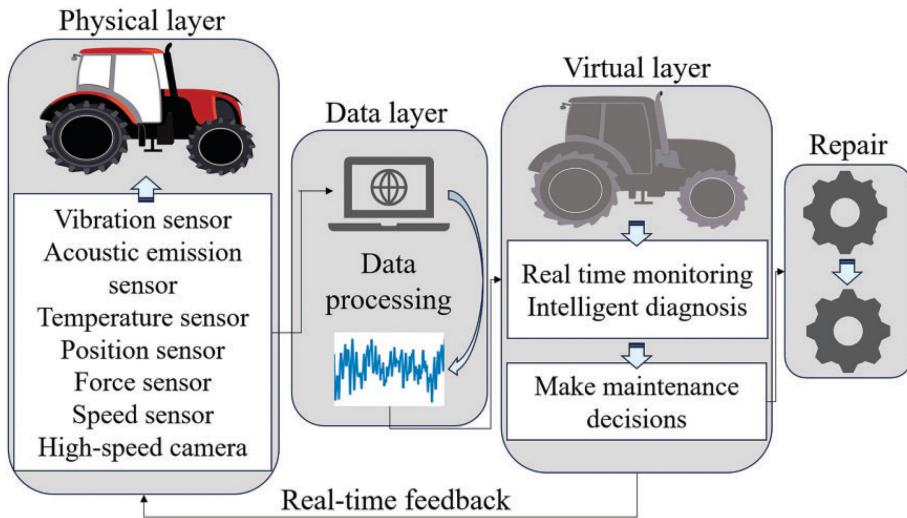 Physical layer
Vibration sensor
Acoustic emission
sensor
Temperature sensor
Position sensor
Force sensor
Speed sensor
High-speed camera
Data layer
Data
processing
Virtual layer
Real time monitoring
Intelligent diagnosis
Make maintenance
decisions
Repair
Real-time feedback